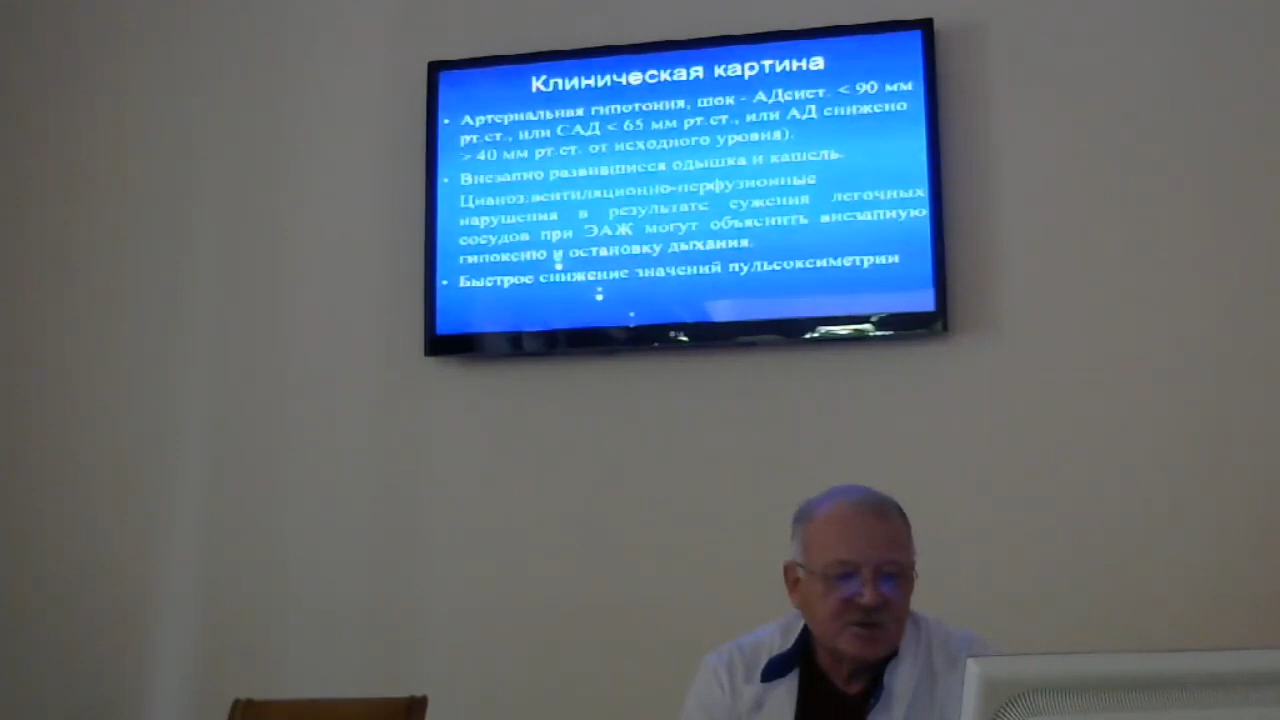 Клиническая картина
• Артериальная гипотония, шок - АДсист. < 90 мм
рт.ст., или САД < 65 мм рт.ст., или АД снижено
> 40 мм рт.ст. от исходного уровня).
• Внезапно развившиеся одышка и кашель.
Цианоз:вентиляционно-перфузионные
нарушения в результате сужения легочных
сосудов при ЭАЖ могут объяснить внезапную
гипоксию и остановку дыхания.
• Быстрое снижение значений пульсоксиметрии